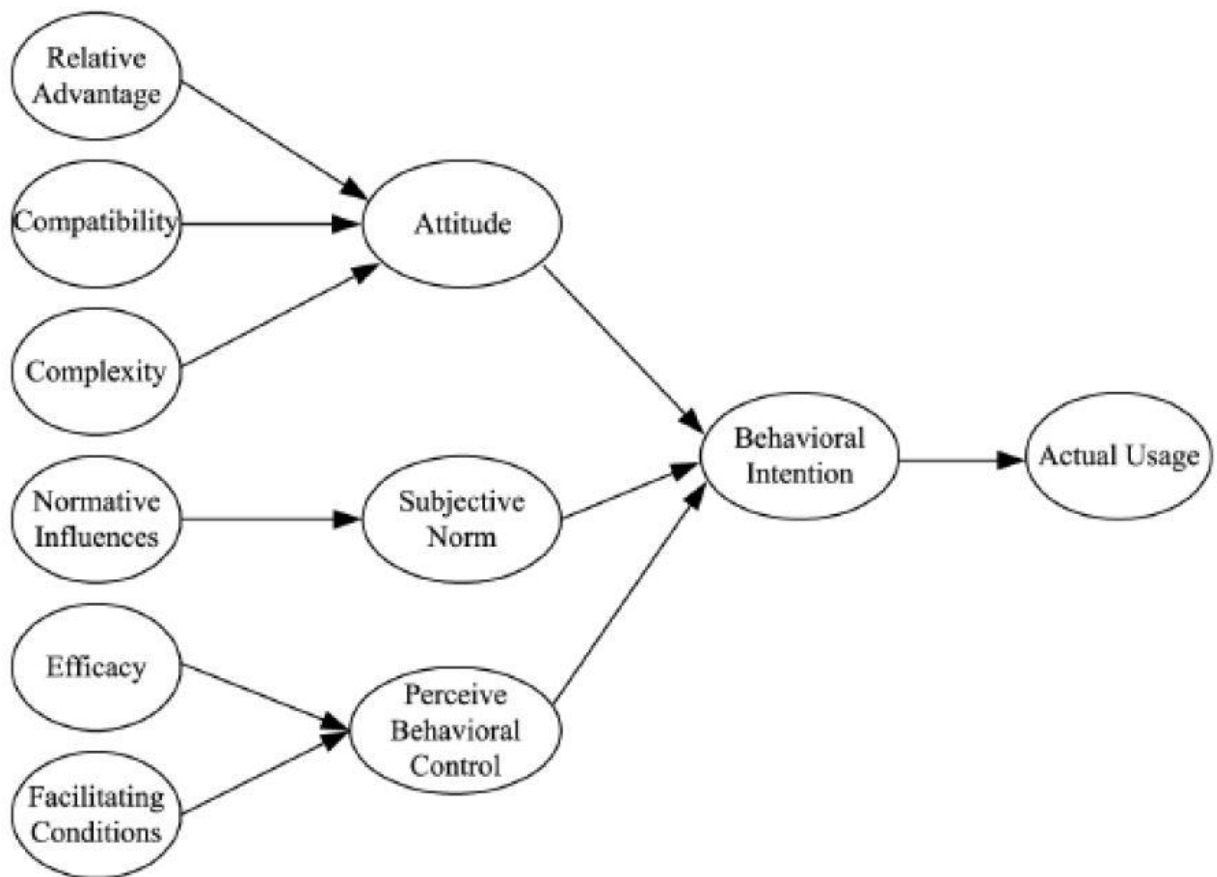 Relative
Advantage
Compatibility
Attitude
Complexity
Behavioral
Intention
Actual Usage
Normative
Influences
Subjective
Norm
Efficacy
Perceive
Behavioral
Control
Facilitating
Conditions